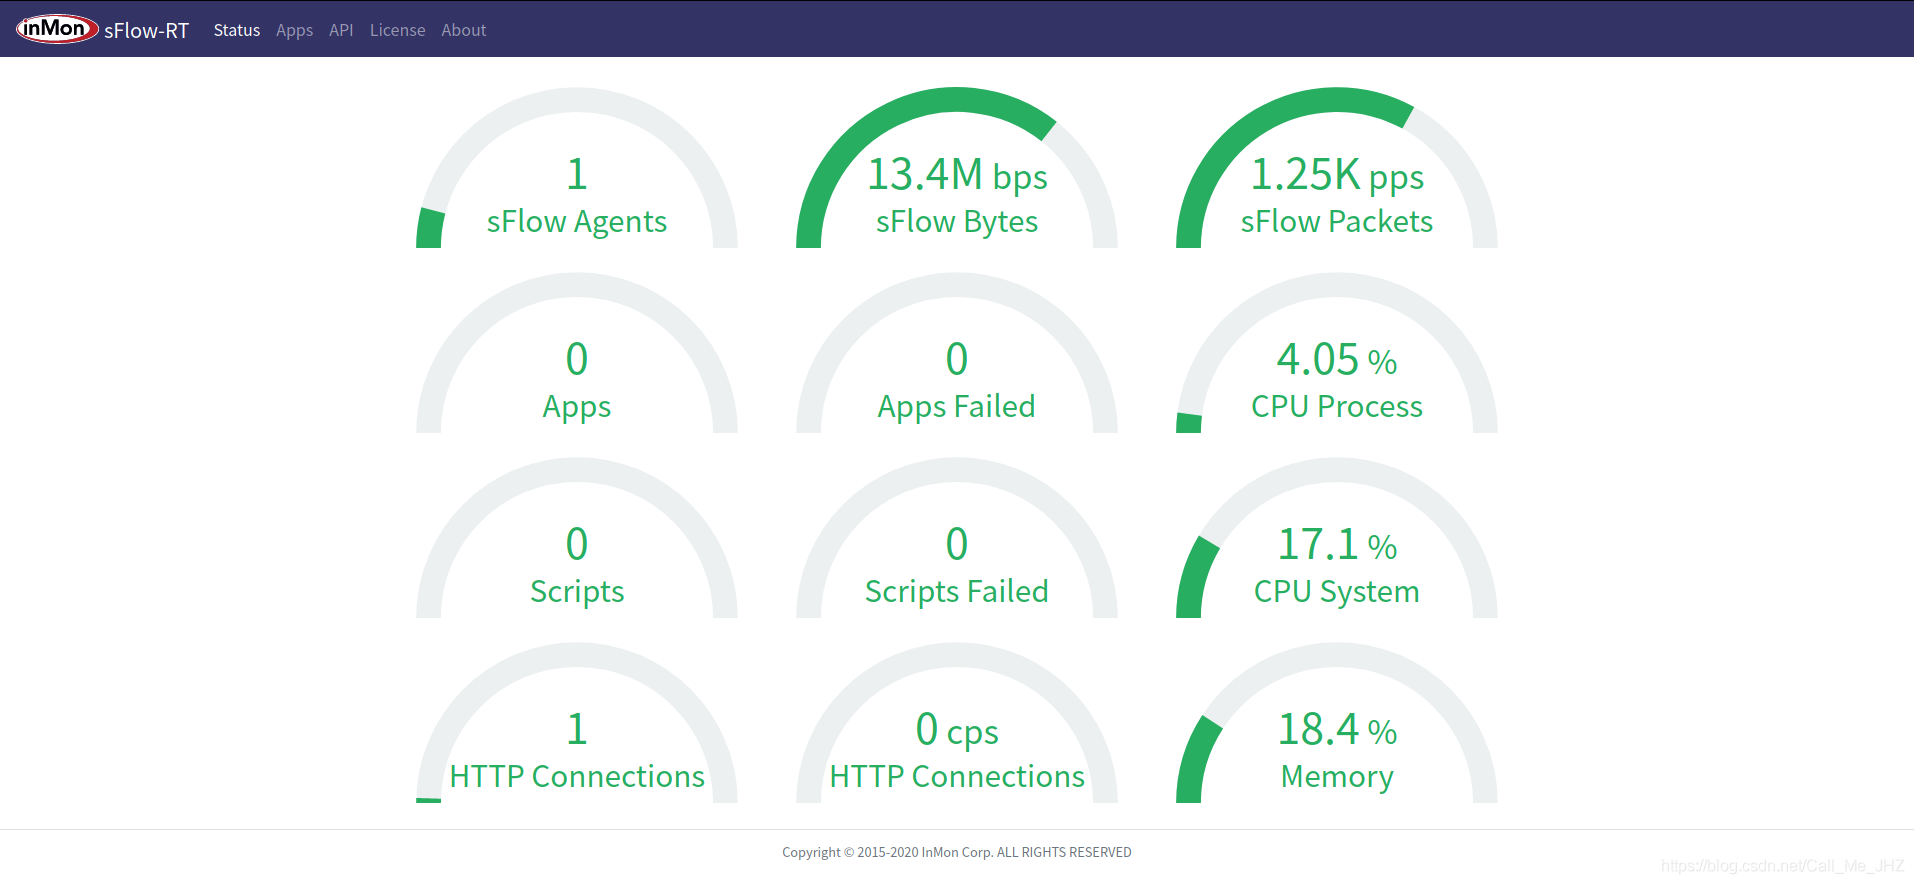 inMon sFlow-RT Status Apps API License About
1
sFlow Agents
13.4M bps
sFlow Bytes
1.25K pps
sFlow Packets
0
Apps
0
Apps Failed
4.05 %
CPU Process
0
Scripts
0
Scripts Failed
17.1 %
CPU System
1
HTTP Connections
0 cps
HTTP Connections
18.4 %
Memory
Copyright © 2015-2020 InMon Corp. ALL RIGHTS RESERVED
https://blog.csdn.net/Call_Me_JHZ